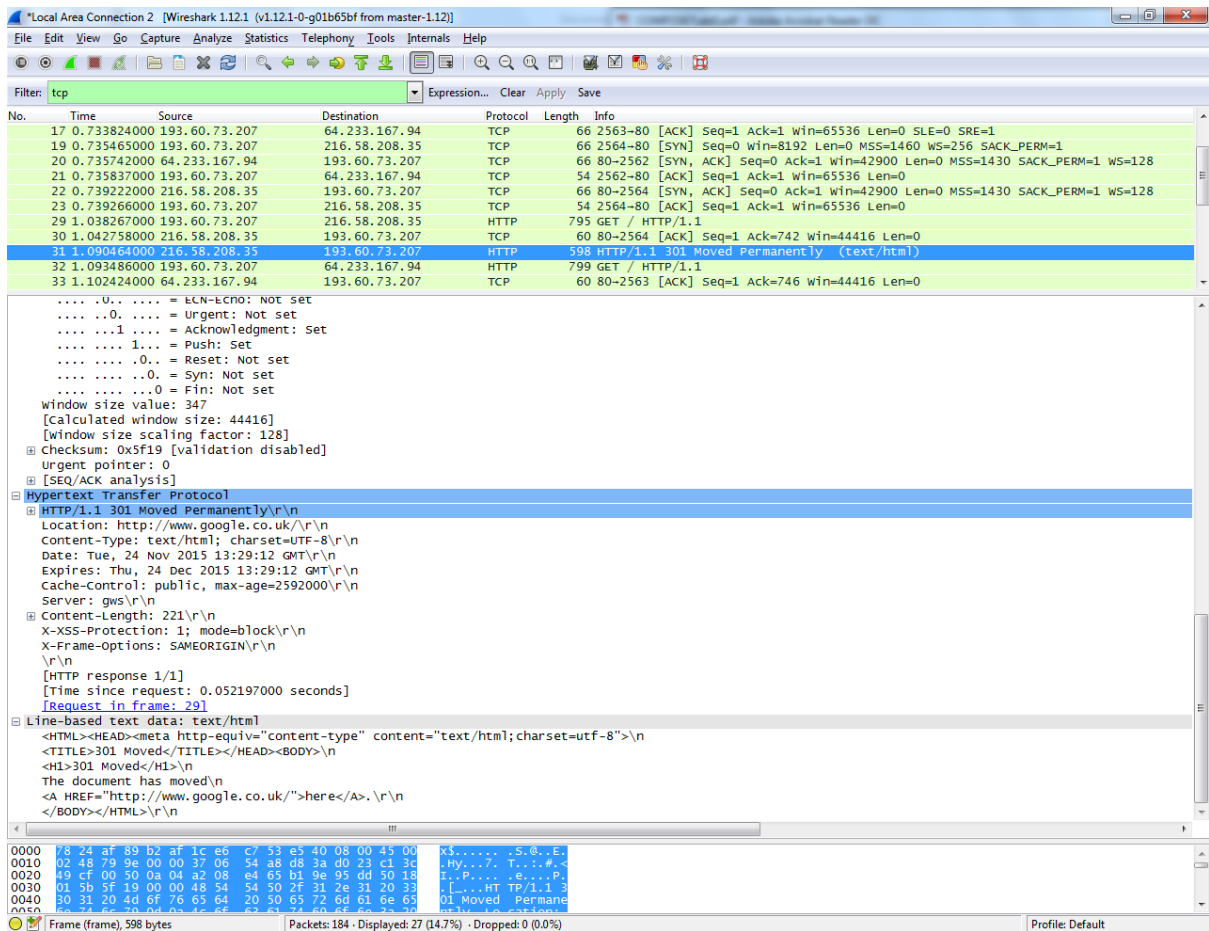 *Local Area Connection 2 [Wireshark 1.12.1 (v1.12.1-0-g01b65bf from master-1.12)]
File Edit View Go Capture Analyze Statistics Telephony Tools Internals Help
Filter: tcp Expression... Clear Apply Save
No. Time Source Destination Protocol Length Info
17 0.733824000 193.60.73.207 64.233.167.94 TCP 66 2563→80 [ACK] Seq=1 Ack=1 Win=65536 Len=0 SLE=0 SRE=1
19 0.735465000 193.60.73.207 216.58.208.35 TCP 66 2564→80 [SYN] Seq=0 Win=8192 Len=0 MSS=1460 WS=256 SACK_PERM=1
20 0.735742000 64.233.167.94 193.60.73.207 TCP 66 80→2562 [SYN, ACK] Seq=0 Ack=1 Win=42900 Len=0 MSS=1430 SACK_PERM=1 WS=128
21 0.735837000 193.60.73.207 64.233.167.94 TCP 54 2562→80 [ACK] Seq=1 Ack=1 Win=65536 Len=0
22 0.739222000 216.58.208.35 193.60.73.207 TCP 66 80→2564 [SYN, ACK] Seq=0 Ack=1 Win=42900 Len=0 MSS=1430 SACK_PERM=1 WS=128
23 0.739266000 193.60.73.207 216.58.208.35 TCP 54 2564→80 [ACK] Seq=1 Ack=1 Win=65536 Len=0
29 1.038267000 193.60.73.207 216.58.208.35 HTTP 795 GET / HTTP/1.1
30 1.042758000 216.58.208.35 193.60.73.207 TCP 60 80→2564 [ACK] Seq=1 Ack=742 Win=44416 Len=0
31 1.090464000 216.58.208.35 193.60.73.207 HTTP 598 HTTP/1.1 301 Moved Permanently (text/html)
32 1.093486000 193.60.73.207 64.233.167.94 HTTP 799 GET / HTTP/1.1
33 1.102424000 64.233.167.94 193.60.73.207 TCP 60 80→2563 [ACK] Seq=1 Ack=746 Win=44416 Len=0
.... .0.. .... = ECN-Echo: Not set
.... ..0. .... = Urgent: Not set
.... ...1 .... = Acknowledgment: Set
.... .... 1... = Push: Set
.... .... .0.. = Reset: Not set
.... .... ..0. = Syn: Not set
.... .... ...0 = Fin: Not set
Window size value: 347
[Calculated window size: 44416]
[Window size scaling factor: 128]
Checksum: 0x5f19 [validation disabled]
Urgent pointer: 0
[SEQ/ACK analysis]
Hypertext Transfer Protocol
HTTP/1.1 301 Moved Permanently\r\n
Location: http://www.google.co.uk/\r\n
Content-Type: text/html; charset=UTF-8\r\n
Date: Tue, 24 Nov 2015 13:29:12 GMT\r\n
Expires: Thu, 24 Dec 2015 13:29:12 GMT\r\n
Cache-Control: public, max-age=2592000\r\n
Server: gws\r\n
Content-Length: 221\r\n
X-XSS-Protection: 1; mode=block\r\n
X-Frame-Options: SAMEORIGIN\r\n
\r\n
[HTTP response 1/1]
[Time since request: 0.052197000 seconds]
[Request in frame: 29]
Line-based text data: text/html
<HTML><HEAD><meta http-equiv="content-type" content="text/html;charset=utf-8">\n
<TITLE>301 Moved</TITLE></HEAD><BODY>\n
<H1>301 Moved</H1>\n
The document has moved\n
<A HREF="http://www.google.co.uk/">here</A>.\r\n
</BODY></HTML>\r\n
0000 78 24 af 89 b2 af 1c e6 c7 53 e5 40 08 00 45 00 x$...... .S.@..E.
0010 02 48 79 9e 00 00 37 06 54 a8 d8 3a d0 23 c1 3c .Hy...7. T..:.#.<
0020 49 cf 00 50 0a 04 a2 08 e4 65 b1 9e 95 dd 50 18 I..P.... .e....P.
0030 01 5b 5f 19 00 00 48 54 54 50 2f 31 2e 31 20 33 .[_...HT TP/1.1 3
0040 30 31 20 4d 6f 76 65 64 20 50 65 72 6d 61 6e 65 01 Moved Permane
0050 6e 74 6c 79 0d 0a 4c 6f 63 61 74 69 6f 6e 3a 20 ntly..Lo cation:
Frame (frame), 598 bytes Packets: 184 · Displayed: 27 (14.7%) · Dropped: 0 (0.0%) Profile: Default